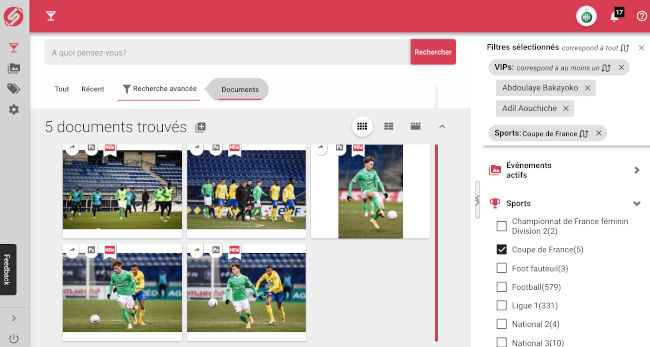 17
A quoi pensez-vous?
Rechercher
Tout
Récent
Recherche avancée
Documents
5 documents trouvés
NEW
NEW
NEW
NEW
NEW
Feedback
Filtres sélectionnés correspond à tout
VIPs: correspond à au moins un
Abdoulaye Bakayoko
Adil Aouchiche
Sports: Coupe de France
Événements
actifs
Sports
Championnat de France féminin
Division 2(2)
Coupe de France(5)
Foot fauteuil(3)
Football(579)
Ligue 1(331)
National 2(4)
National 3(10)